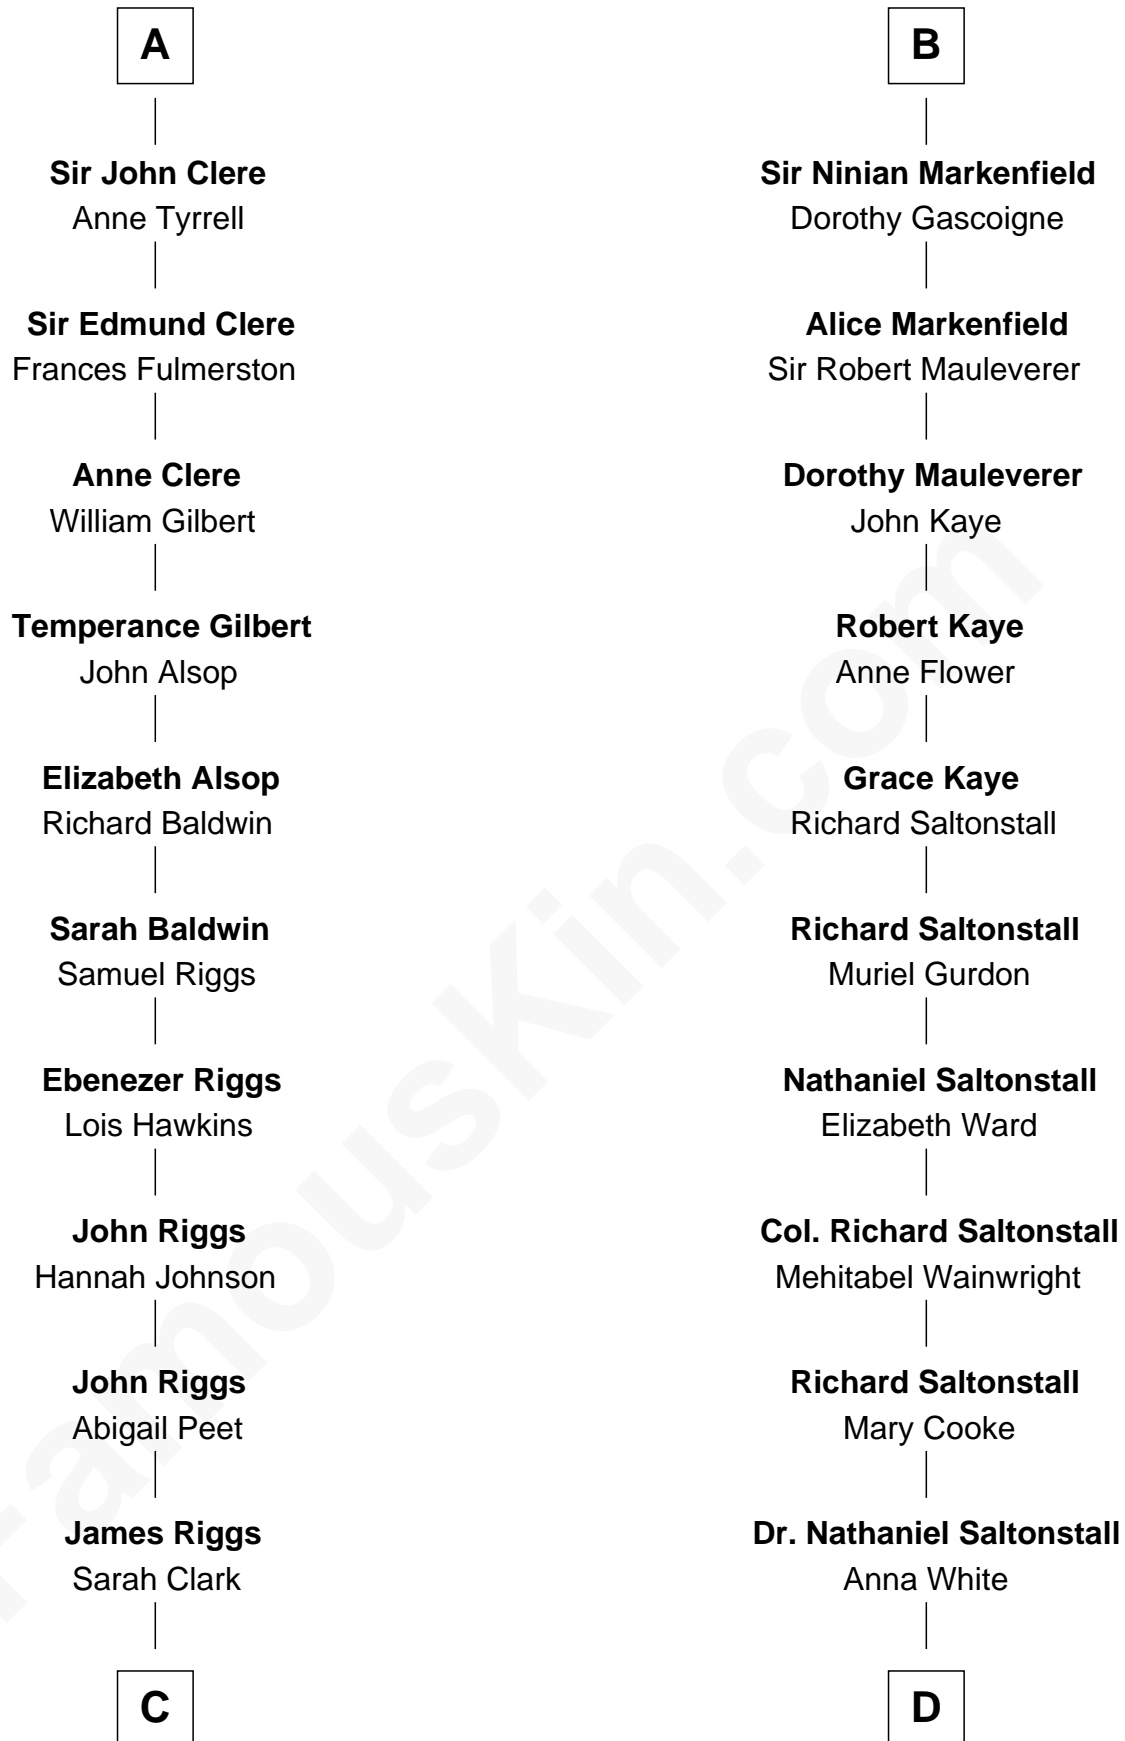 A
Sir John Clere
Anne Tyrrell
Sir Edmund Clere
Frances Fulmerston
Anne Clere
William Gilbert
Temperance Gilbert
John Alsop
Elizabeth Alsop
Richard Baldwin
Sarah Baldwin
Samuel Riggs
Ebenezer Riggs
Lois Hawkins
John Riggs
Hannah Johnson
John Riggs
Abigail Peet
James Riggs
Sarah Clark
C
B
Sir Ninian Markenfield
Dorothy Gascoigne
Alice Markenfield
Sir Robert Mauleverer
Dorothy Mauleverer
John Kaye
Robert Kaye
Anne Flower
Grace Kaye
Richard Saltonstall
Richard Saltonstall
Muriel Gurdon
Nathaniel Saltonstall
Elizabeth Ward
Col. Richard Saltonstall
Mehitabel Wainwright
Richard Saltonstall
Mary Cooke
Dr. Nathaniel Saltonstall
Anna White
D
FamousKin.com